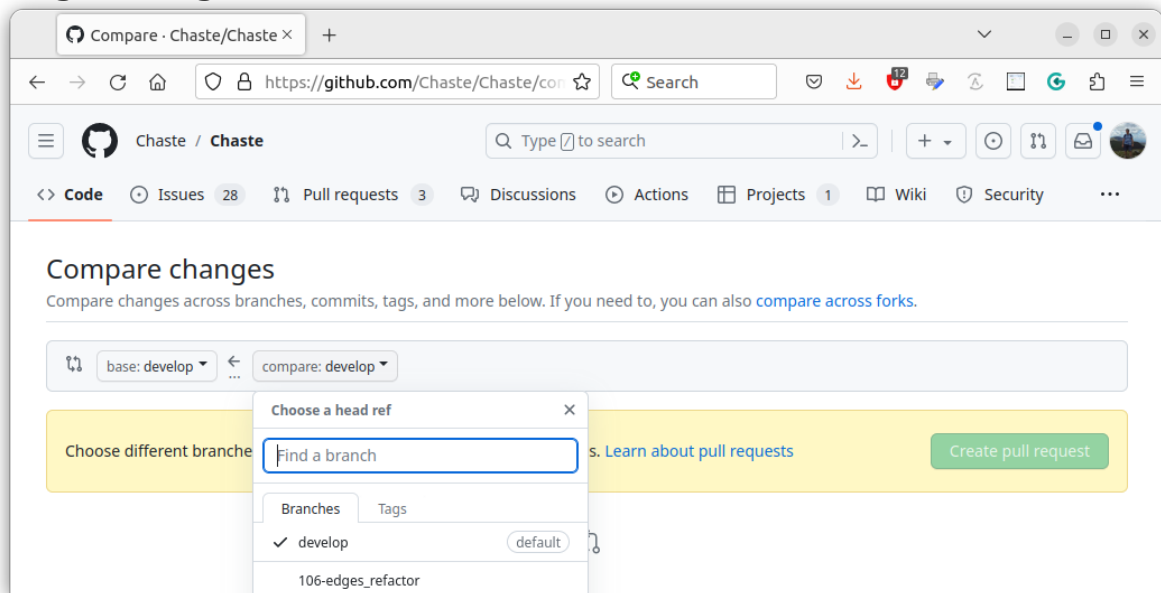 Compare · Chaste/Chaste × +
https://github.com/Chaste/Chaste/con Search 12
Chaste / Chaste Type / to search
Code Issues 28 Pull requests 3 Discussions Actions Projects 1 Wiki Security ...
Compare changes
Compare changes across branches, commits, tags, and more below. If you need to, you can also compare across forks.
base: develop ... compare: develop
Choose a head ref
Choose different branche s. Learn about pull requests Create pull request
Find a branch
Branches Tags
develop default
106-edges_refactor